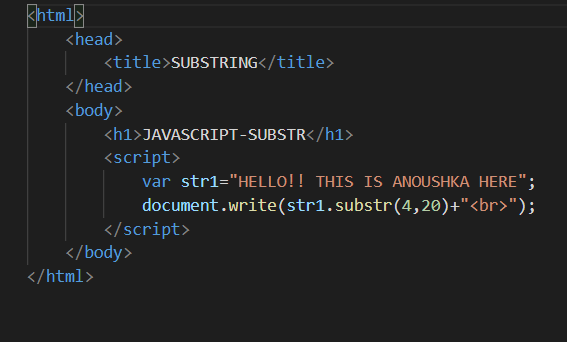 <html>
<head>
<title>SUBSTRING</title>
</head>
<body>
<h1>JAVASCRIPT-SUBSTR</h1>
<script>
var str1="HELLO!! THIS IS ANOUSHKA HERE";
document.write(str1.substr(4,20)+"<br>");
</script>
</body>
</html>